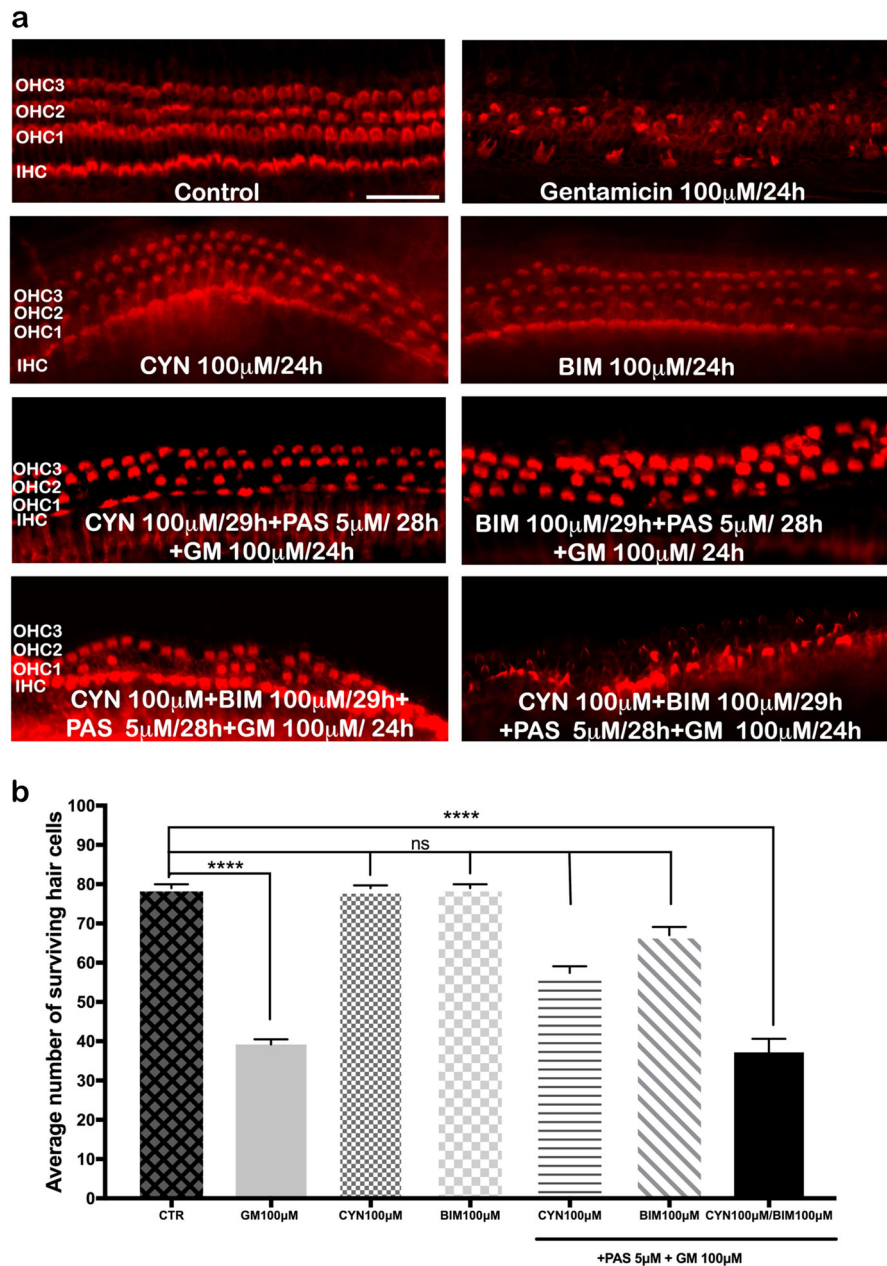 a
OHC3
OHC2
OHC1
IHC
Control
Gentamicin 100μM/24h
OHC3
OHC2
OHC1
IHC
CYN 100μM/24h
BIM 100μM/24h
OHC3
OHC2
OHC1
IHC
CYN 100μM/29h+PAS 5μM/ 28h
+GM 100μM/24h
BIM 100μM/29h+PAS 5μM/ 28h
+GM 100μM/ 24h
OHC3
OHC2
OHC1
IHC
CYN 100μM+BIM 100μM/29h+
PAS 5μM/28h+GM 100μM/ 24h
CYN 100μM+BIM 100μM/29h
+PAS 5μM/28h+GM 100μM/24h
b
Average number of surviving hair cells
100
90
80
70
60
50
40
30
20
10
0
****
ns
****
CTR
GM100μM
CYN100μM
BIM100μM
CYN100μM
BIM100μM
CYN100μM/BIM100μM
+PAS 5μM + GM 100μM